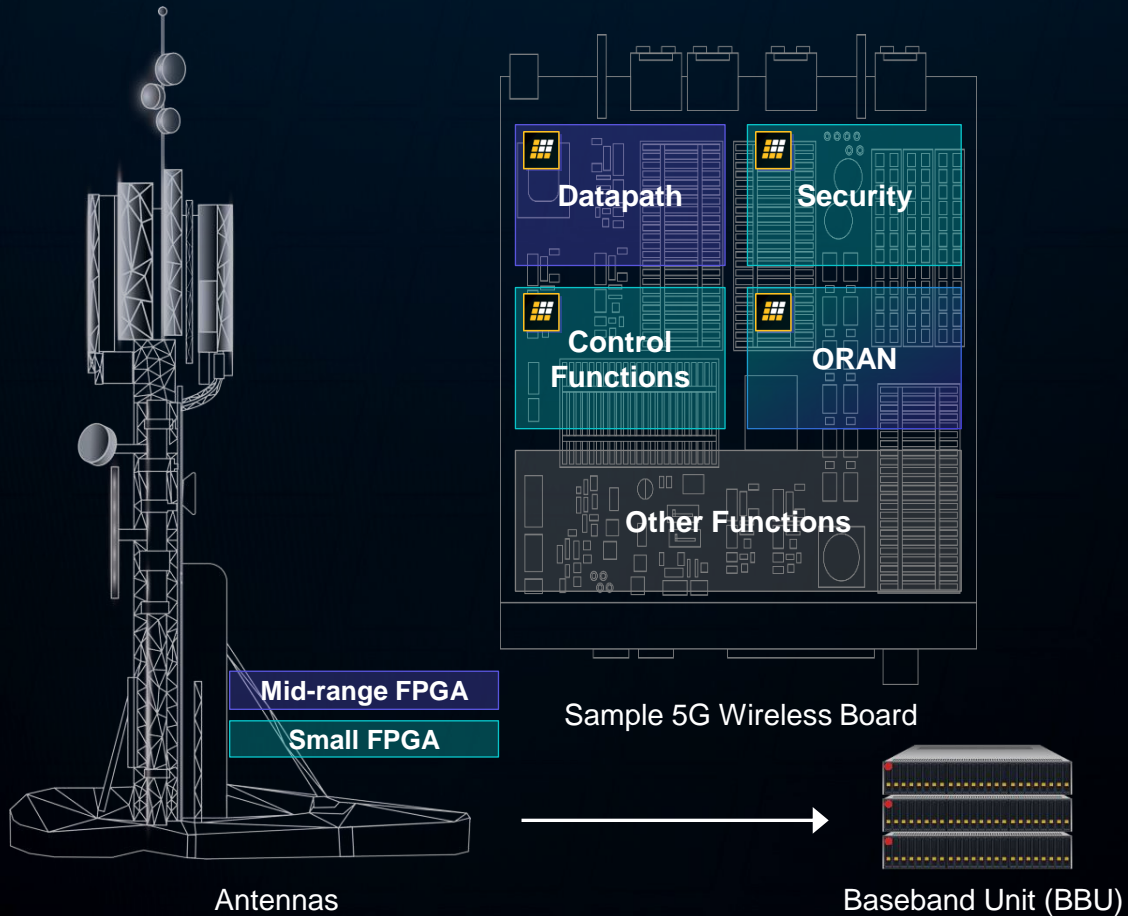 Datapath
Security
Control
Functions
ORAN
Other Functions
Mid-range FPGA
Small FPGA
Sample 5G Wireless Board
Antennas
Baseband Unit (BBU)